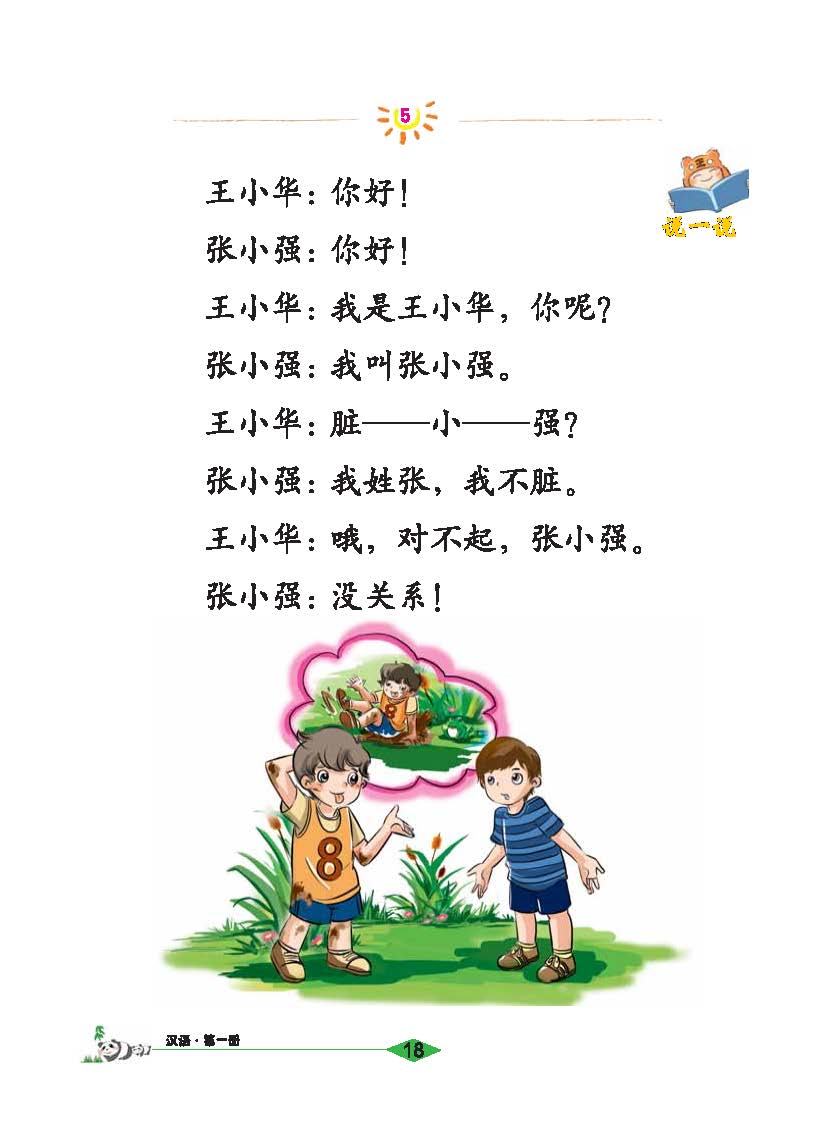 5
王小华：你好！
张小强：你好！
王小华：我是王小华，你呢？
张小强：我叫张小强。
王小华：脏——小——强？
张小强：我姓张，我不脏。
王小华：哦，对不起，张小强。
张小强：没关系！
王
说一说
8
8
汉语·第一册
18